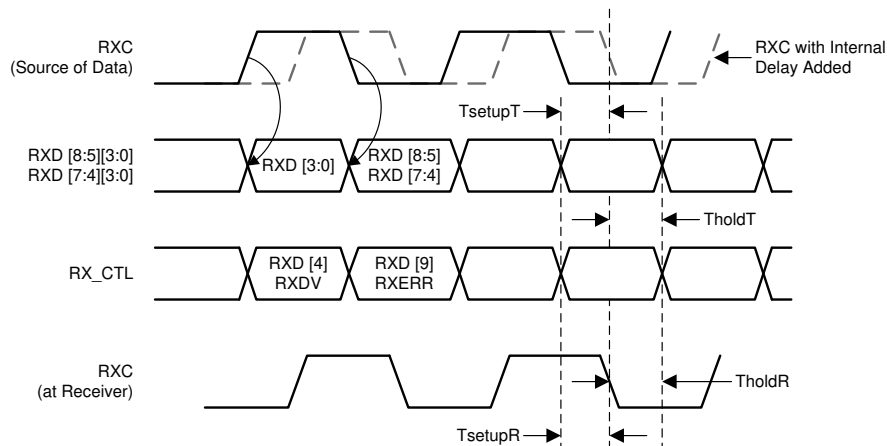 RXC
(Source of Data)
RXC with Internal
Delay Added
TsetupT
RXD [8:5][3:0]
RXD [7:4][3:0]
RXD [3:0]
RXD [8:5]
RXD [7:4]
TholdT
RX_CTL
RXD [4]
RXDV
RXD [9]
RXERR
RXC
(at Receiver)
TholdR
TsetupR